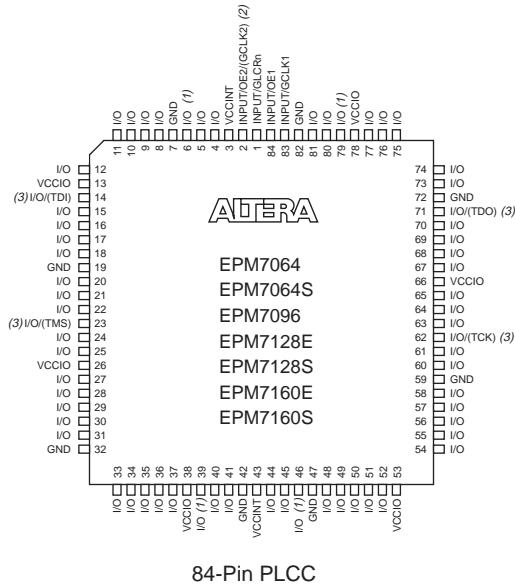 I/O
I/O
I/O
I/O
GND
I/O (1)
I/O
I/O
VCCINT
INPUT/OE2/(GCLK2) (2)
INPUT/GLCRn
INPUT/OE1
INPUT/GCLK1
GND
I/O
I/O
I/O (1)
VCCIO
I/O
I/O
I/O
11
10
9
8
7
6
5
4
3
2
1
84
83
82
81
80
79
78
77
76
75
I/O 12
VCCIO 13
(3) I/O/(TDI) 14
I/O 15
I/O 16
I/O 17
I/O 18
GND 19
I/O 20
I/O 21
I/O 22
(3) I/O/(TMS) 23
I/O 24
I/O 25
VCCIO 26
I/O 27
I/O 28
I/O 29
I/O 30
I/O 31
GND 32
ALTERA
EPM7064
EPM7064S
EPM7096
EPM7128E
EPM7128S
EPM7160E
EPM7160S
74 I/O
73 I/O
72 GND
71 I/O/(TDO) (3)
70 I/O
69 I/O
68 I/O
67 I/O
66 VCCIO
65 I/O
64 I/O
63 I/O
62 I/O/(TCK) (3)
61 I/O
60 I/O
59 GND
58 I/O
57 I/O
56 I/O
55 I/O
54 I/O
33
34
35
36
37
38
39
40
41
42
43
44
45
46
47
48
49
50
51
52
53
I/O
I/O
I/O
I/O
I/O
VCCIO
I/O (1)
I/O
I/O
GND
VCCINT
I/O
I/O
I/O (1)
GND
I/O
I/O
I/O
I/O
I/O
VCCIO
84-Pin PLCC